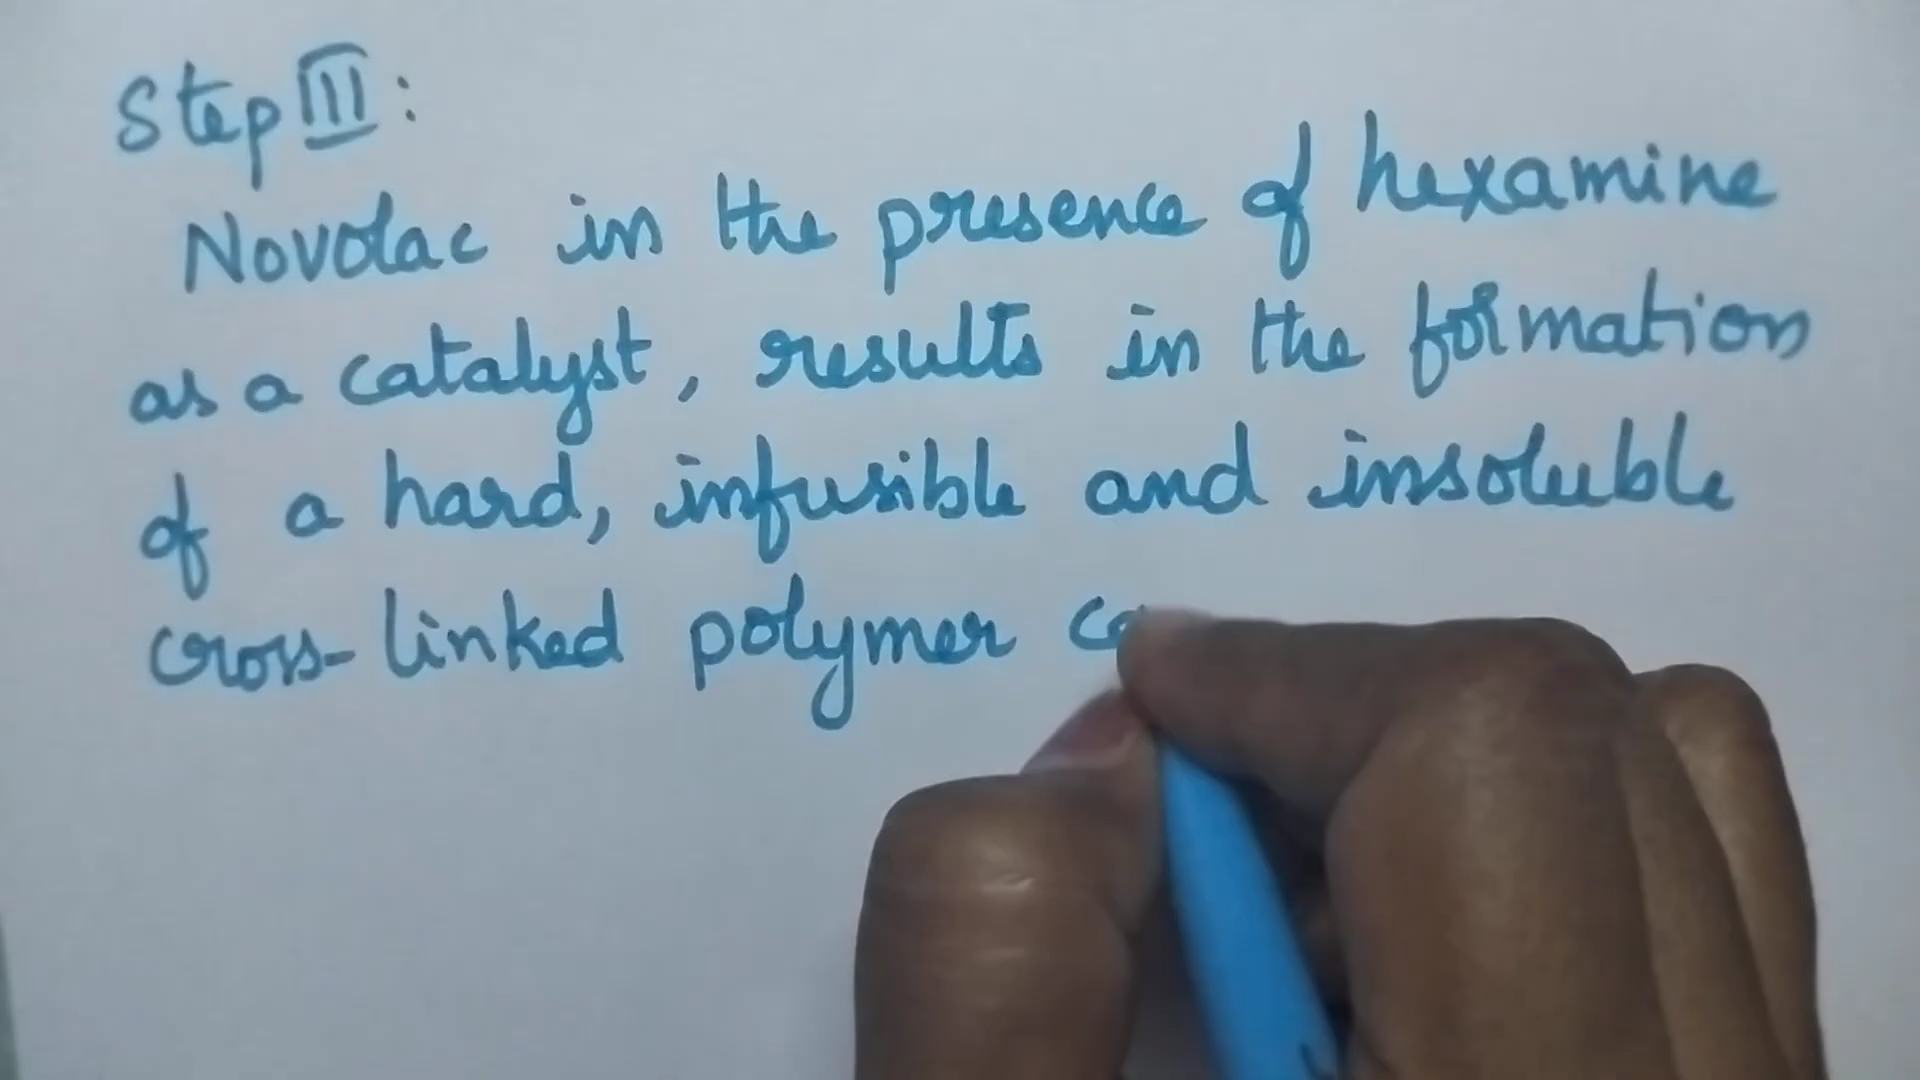 Step III:
Novolac in the presence of hexamine
as a catalyst, results in the formation
of a hard, infusible and insoluble
cross-linked polymer